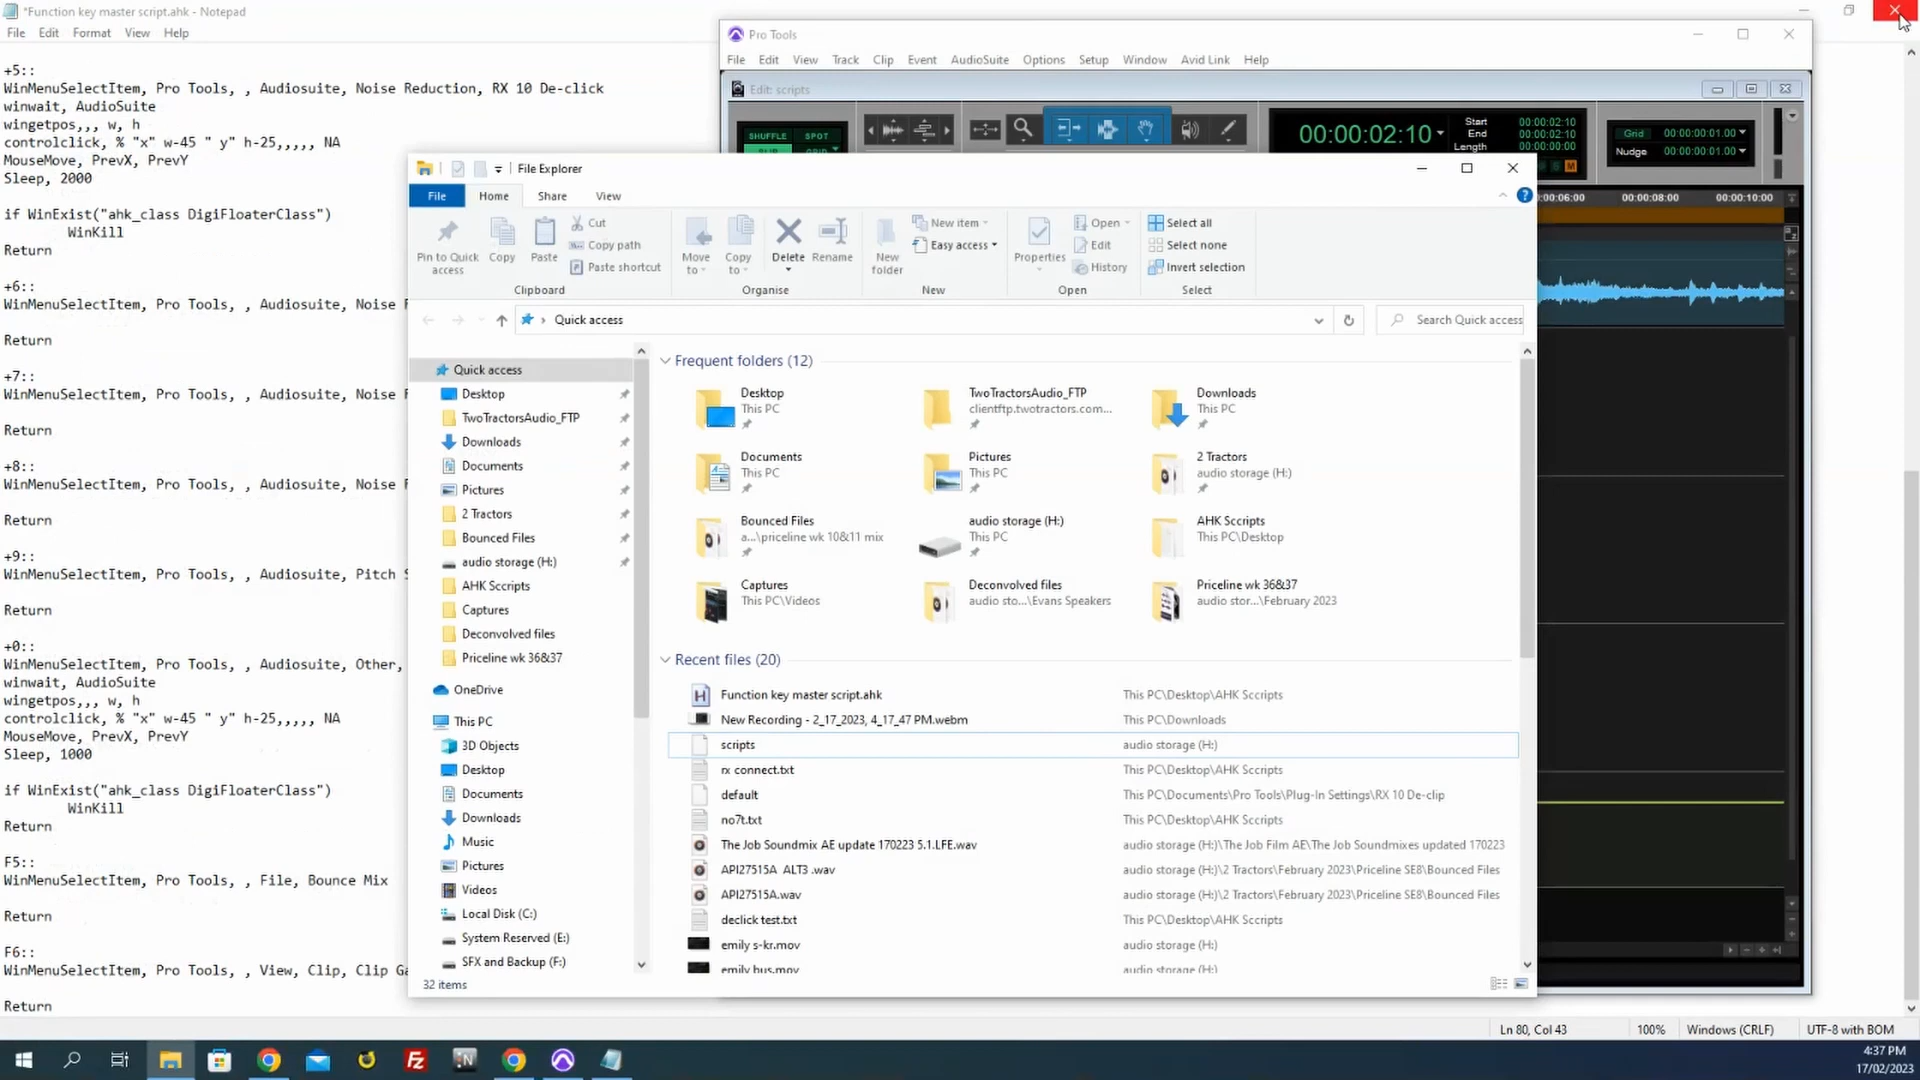 *Function key master script.ahk - Notepad
File Edit Format View Help
+5::
WinMenuSelectItem, Pro Tools, , Audiosuite, Noise Reduction, RX 10 De-click
winwait, AudioSuite
wingetpos,,, w, h
controlclick, % "x" w-45 " y" h-25,,,,, NA
MouseMove, PrevX, PrevY
Sleep, 2000
if WinExist("ahk_class DigiFloaterClass")
WinKill
Return
+6::
WinMenuSelectItem, Pro Tools, , Audiosuite, Noise
Return
+7::
WinMenuSelectItem, Pro Tools, , Audiosuite, Noise
Return
+8::
WinMenuSelectItem, Pro Tools, , Audiosuite, Noise
Return
+9::
WinMenuSelectItem, Pro Tools, , Audiosuite, Pitch
Return
+0::
WinMenuSelectItem, Pro Tools, , Audiosuite, Other,
winwait, AudioSuite
wingetpos,,, w, h
controlclick, % "x" w-45 " y" h-25,,,,, NA
MouseMove, PrevX, PrevY
Sleep, 1000
if WinExist("ahk_class DigiFloaterClass")
WinKill
Return
F5::
WinMenuSelectItem, Pro Tools, , File, Bounce Mix
Return
F6::
WinMenuSelectItem, Pro Tools, , View, Clip, Clip
Return
Pro Tools
File Edit View Track Clip Event AudioSuite Options Setup Window Avid Link Help
Edit: scripts
SHUFFLE SPOT
00:00:02:10
Start 00:00:02:10
End 00:00:02:10
Length 00:00:00:00
Grid 00:00:00:01.00
Nudge 00:00:00:01.00
00:00:08:00 00:00:10:00
File Explorer
File Home Share View
Pin to Quick access
Copy
Paste
Cut
Copy path
Paste shortcut
Clipboard
Move to
Copy to
Delete
Rename
Organise
New folder
New item
Easy access
New
Properties
Open
Edit
History
Open
Select all
Select none
Invert selection
Select
Quick access
Search Quick access
Quick access
Desktop
TwoTractorsAudio_FTP
Downloads
Documents
Pictures
2 Tractors
Bounced Files
audio storage (H:)
AHK Sccripts
Captures
Deconvolved files
Priceline wk 36&37
OneDrive
This PC
3D Objects
Desktop
Documents
Downloads
Music
Pictures
Videos
Local Disk (C:)
System Reserved (E:)
SFX and Backup (F:)
32 items
Frequent folders (12)
Desktop
This PC
TwoTractorsAudio_FTP
clientftp.twotractors.com...
Downloads
This PC
Documents
This PC
Pictures
This PC
2 Tractors
audio storage (H:)
Bounced Files
a...\priceline wk 10&11 mix
audio storage (H:)
This PC
AHK Sccripts
This PC\Desktop
Captures
This PC\Videos
Deconvolved files
audio sto...\Evans Speakers
Priceline wk 36&37
audio stor...\February 2023
Recent files (20)
Function key master script.ahk This PC\Desktop\AHK Sccripts
New Recording - 2_17_2023, 4_17_47 PM.webm This PC\Downloads
scripts audio storage (H:)
rx connect.txt This PC\Desktop\AHK Sccripts
default This PC\Documents\Pro Tools\Plug-In Settings\RX 10 De-clip
no7t.txt This PC\Desktop\AHK Sccripts
The Job Soundmix AE update 170223 5.1.LFE.wav audio storage (H:)\The Job Film AE\The Job Soundmixes updated 170223
API27515A ALT3 .wav audio storage (H:)\2 Tractors\February 2023\Priceline SE8\Bounced Files
API27515A.wav audio storage (H:)\2 Tractors\February 2023\Priceline SE8\Bounced Files
declick test.txt This PC\Desktop\AHK Sccripts
emily s-kr.mov audio storage (H:)
emily bus.mov audio storage (H:)
Ln 80, Col 43 100% Windows (CRLF) UTF-8 with BOM
4:37 PM
17/02/2023